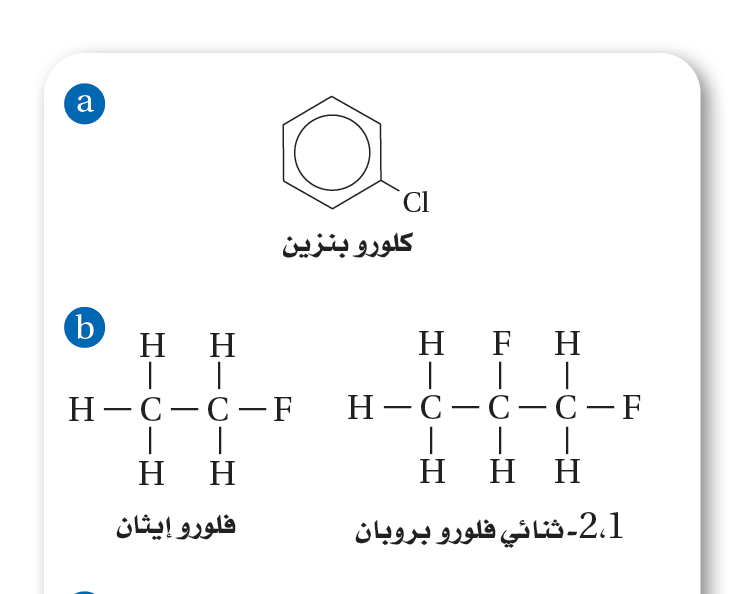 a
Cl
كلورو بنزين
b
H H
H — C — C — F
H H
فلورو إيثان
H F H
H — C — C — C — F
H H H
2،1-ثنائي فلورو بروبان